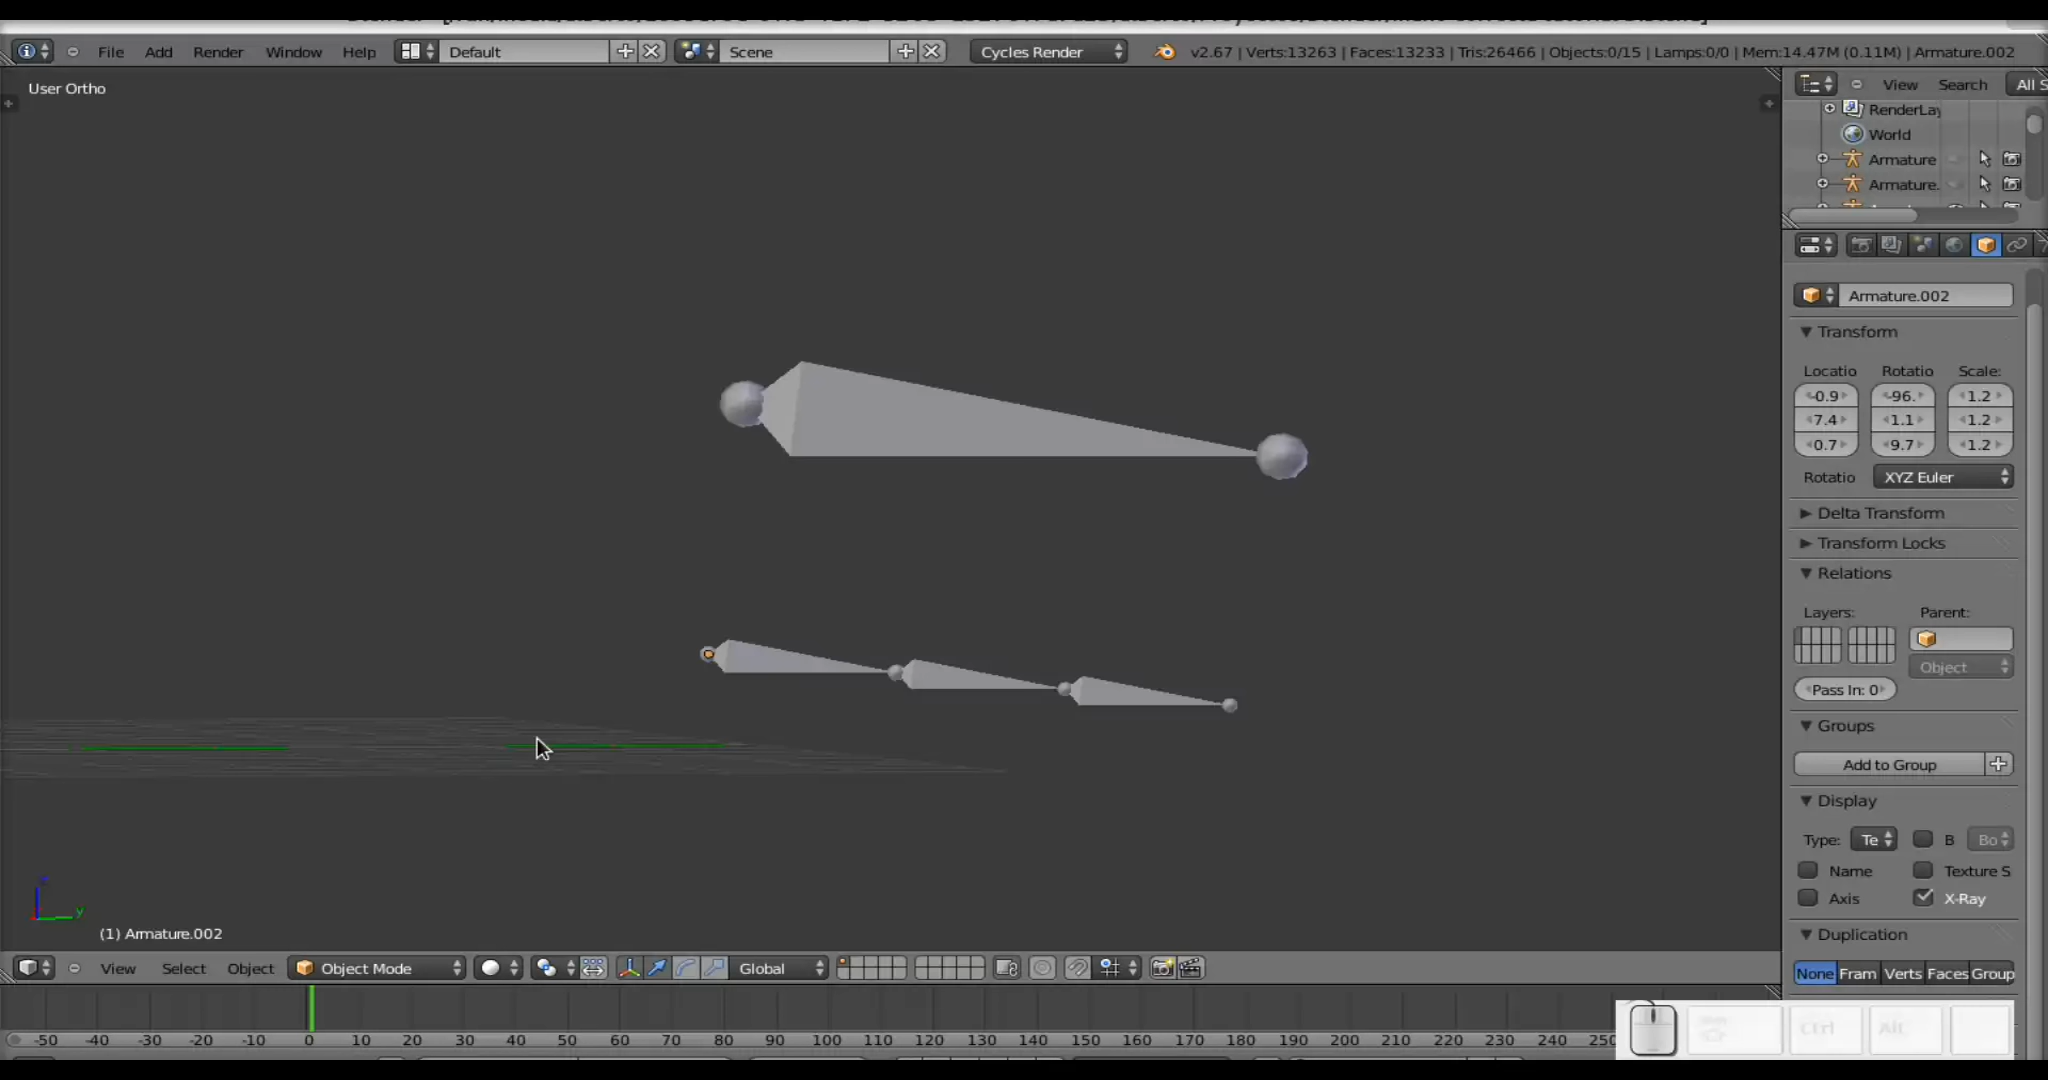 File Add Render Window Help Default Scene Cycles Render v2.67 | Verts:13263 | Faces:13233 | Tris:26466 | Objects:0/15 | Lamps:0/0 | Mem:14.47M (0.11M) | Armature.002
User Ortho
View Search All S
RenderLay
World
Armature
Armature.
Armature.002
Transform
Locatio Rotatio Scale:
-0.9 -96. 1.2
7.4 1.1 1.2
0.7 9.7 1.2
Rotatio XYZ Euler
Delta Transform
Transform Locks
Relations
Layers: Parent:
Object
Pass In: 0
Groups
Add to Group
Display
Type: Te B Bo
Name Texture S
Axis X-Ray
Duplication
None Fram Verts Faces Group
y
(1) Armature.002
View Select Object Object Mode Global
-50 -40 -30 -20 -10 0 10 20 30 40 50 60 70 80 90 100 110 120 130 140 150 160 170 180 190 200 210 220 230 240 250
Ctrl Alt